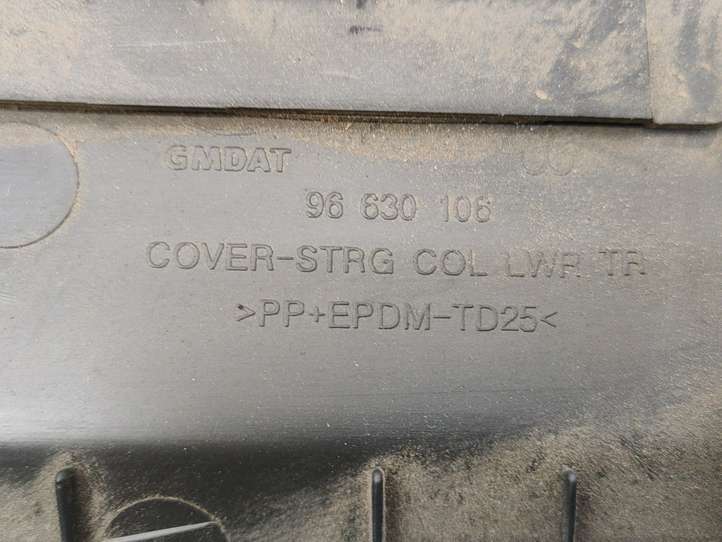 GMDAT
96 630 106
COVER-STRG COL LWR TR
>PP+EPDM-TD25<